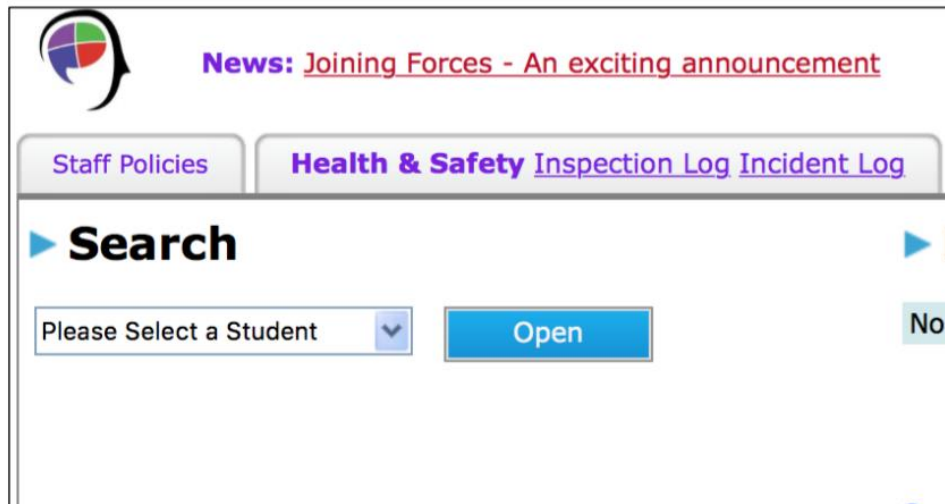 News: Joining Forces - An exciting announcement
Staff Policies Health & Safety Inspection Log Incident Log
Search
Please Select a Student Open No